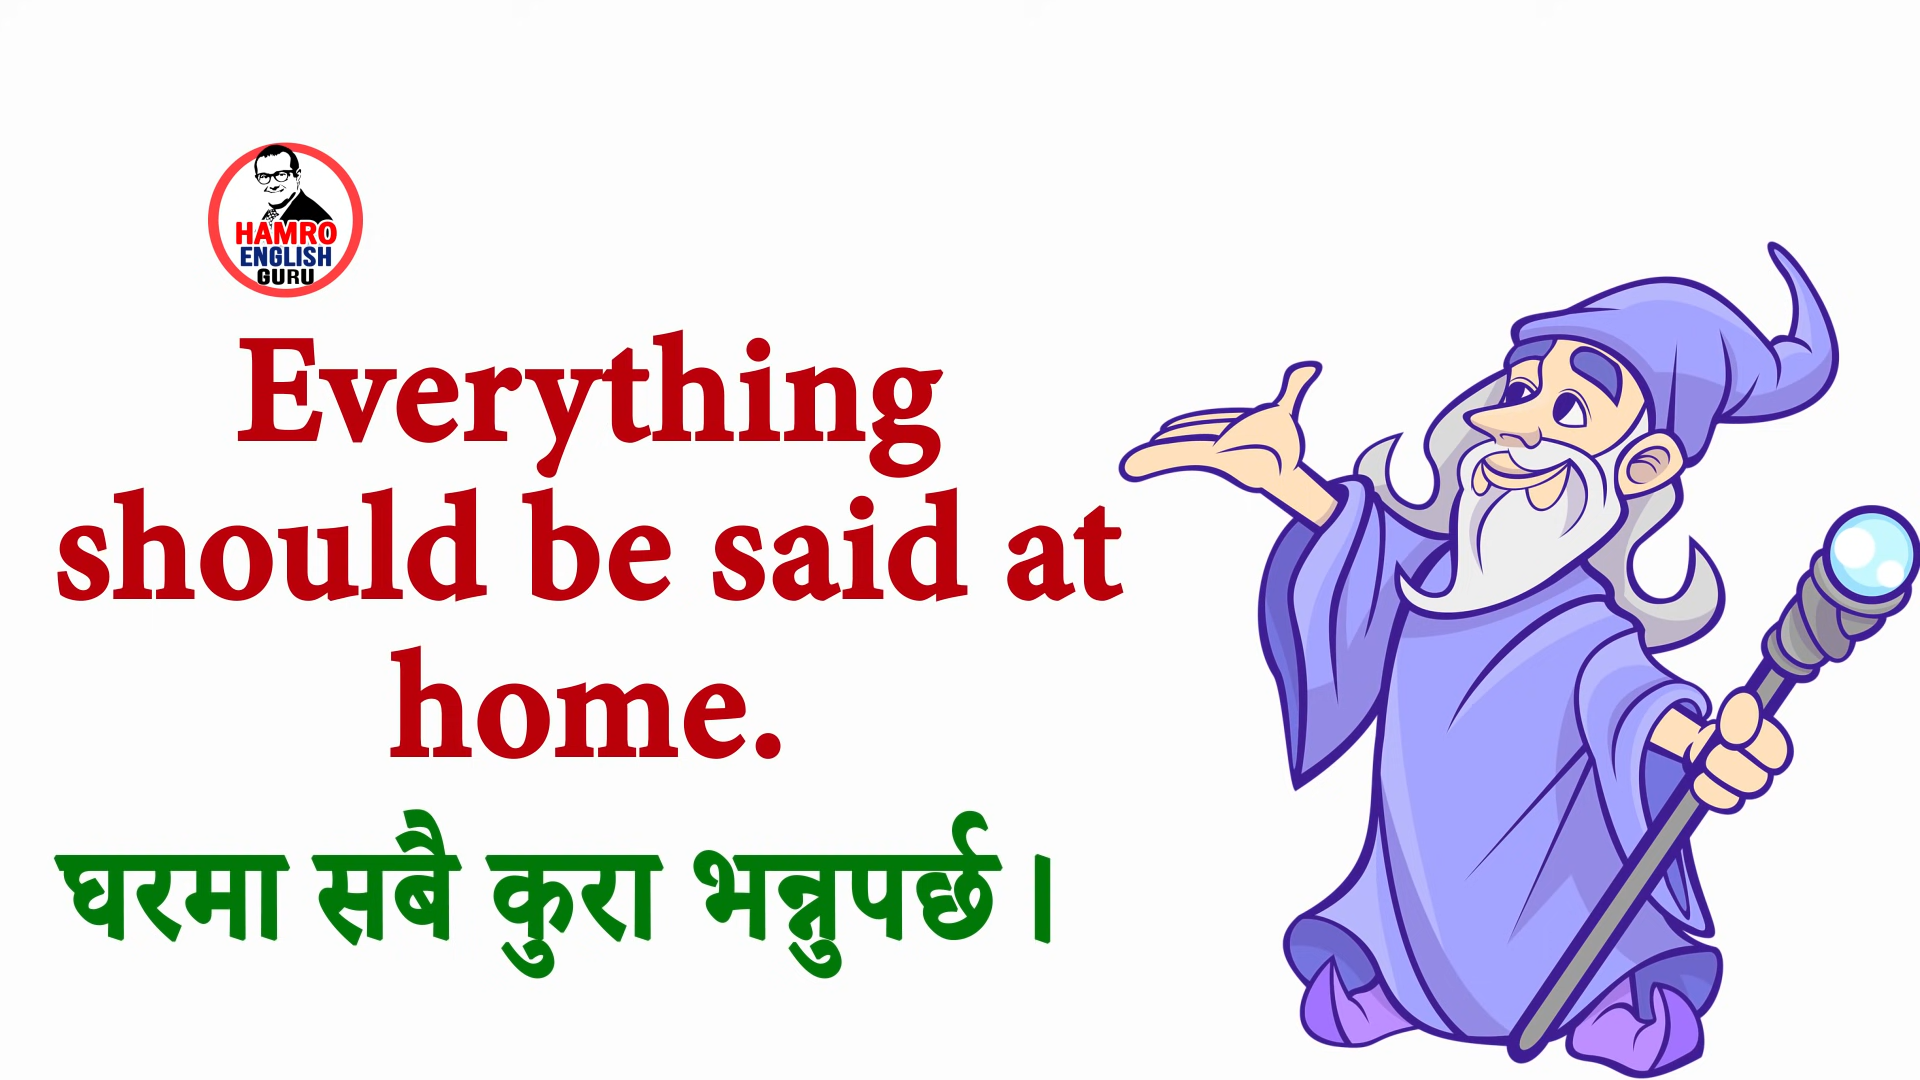 HAMRO
ENGLISH
GURU
Everything
should be said at
home.
घरमा सबै कुरा भन्नुपर्छ ।